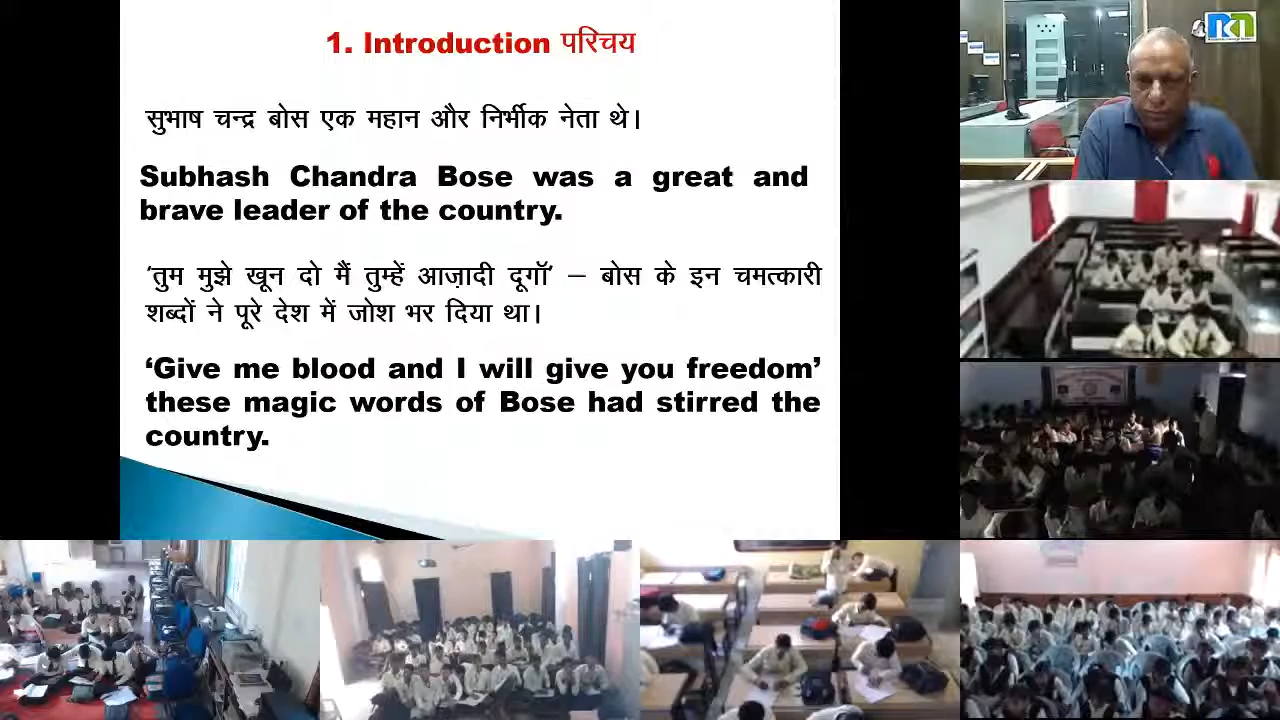 1. Introduction परिचय
सुभाष चन्द्र बोस एक महान और निर्भीक नेता थे।
Subhash Chandra Bose was a great and
brave leader of the country.
'तुम मुझे खून दो मैं तुम्हें आज़ादी दूगॉ' – बोस के इन चमत्कारी
शब्दों ने पूरे देश में जोश भर दिया था।
‘Give me blood and I will give you freedom’
these magic words of Bose had stirred the
country.